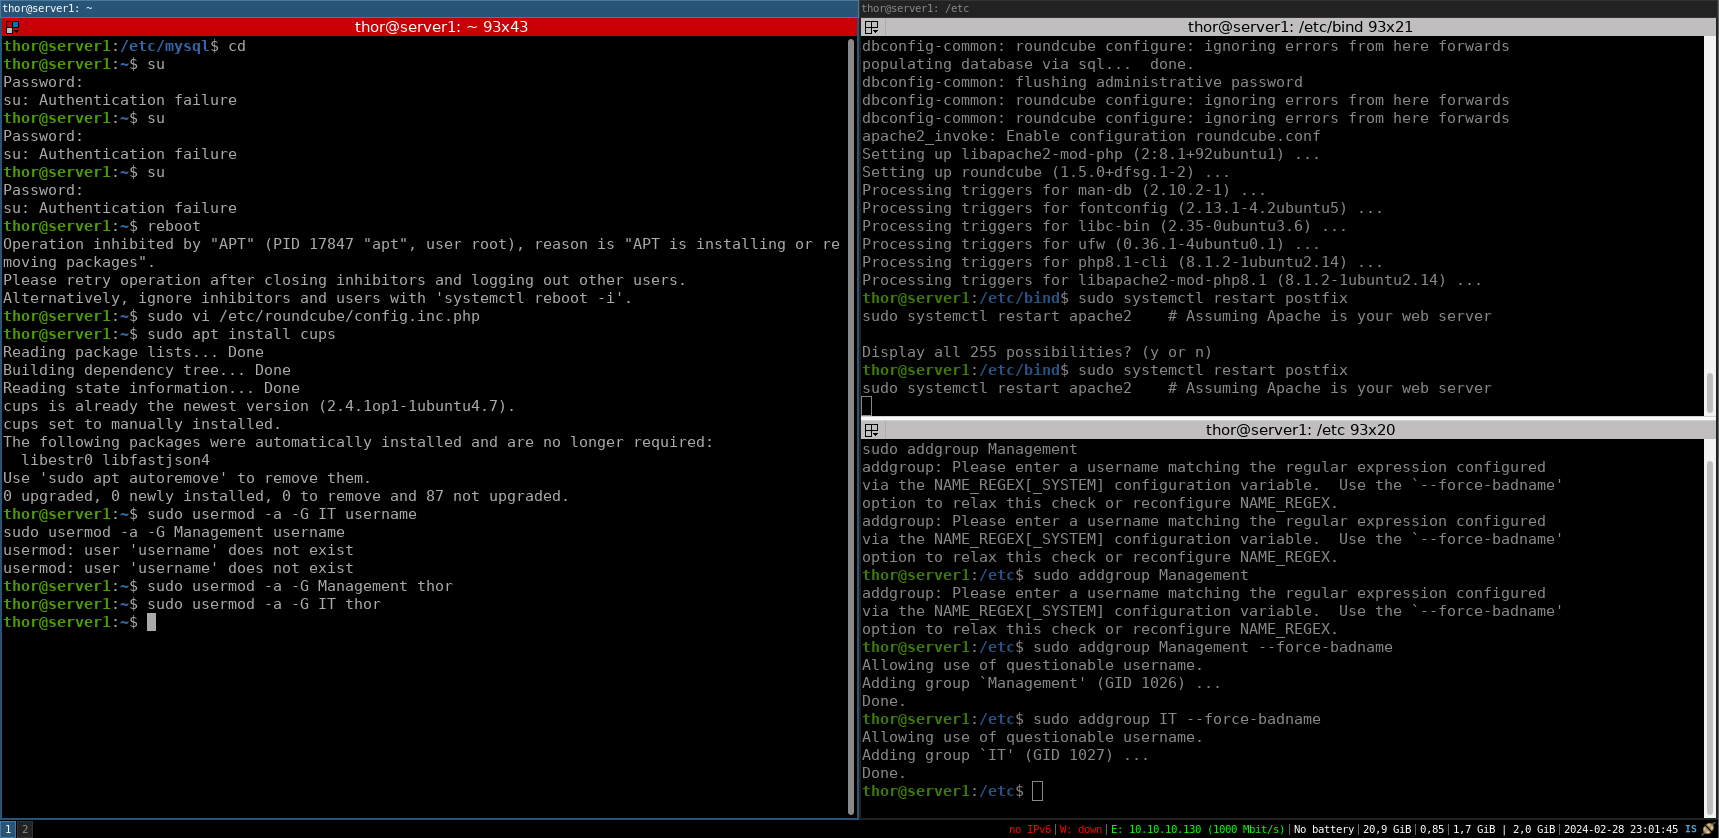 thor@server1: ~
thor@server1: ~ 93x43
thor@server1:/etc/mysql$ cd
thor@server1:~$ su
Password:
su: Authentication failure
thor@server1:~$ su
Password:
su: Authentication failure
thor@server1:~$ su
Password:
su: Authentication failure
thor@server1:~$ reboot
Operation inhibited by "APT" (PID 17847 "apt", user root), reason is "APT is installing or re
moving packages".
Please retry operation after closing inhibitors and logging out other users.
Alternatively, ignore inhibitors and users with 'systemctl reboot -i'.
thor@server1:~$ sudo vi /etc/roundcube/config.inc.php
thor@server1:~$ sudo apt install cups
Reading package lists... Done
Building dependency tree... Done
Reading state information... Done
cups is already the newest version (2.4.1op1-1ubuntu4.7).
cups set to manually installed.
The following packages were automatically installed and are no longer required:
  libestr0 libfastjson4
Use 'sudo apt autoremove' to remove them.
0 upgraded, 0 newly installed, 0 to remove and 87 not upgraded.
thor@server1:~$ sudo usermod -a -G IT username
sudo usermod -a -G Management username
usermod: user 'username' does not exist
usermod: user 'username' does not exist
thor@server1:~$ sudo usermod -a -G Management thor
thor@server1:~$ sudo usermod -a -G IT thor
thor@server1:~$
thor@server1: /etc
thor@server1: /etc/bind 93x21
dbconfig-common: roundcube configure: ignoring errors from here forwards
populating database via sql...  done.
dbconfig-common: flushing administrative password
dbconfig-common: roundcube configure: ignoring errors from here forwards
dbconfig-common: roundcube configure: ignoring errors from here forwards
apache2_invoke: Enable configuration roundcube.conf
Setting up libapache2-mod-php (2:8.1+92ubuntu1) ...
Setting up roundcube (1.5.0+dfsg.1-2) ...
Processing triggers for man-db (2.10.2-1) ...
Processing triggers for fontconfig (2.13.1-4.2ubuntu5) ...
Processing triggers for libc-bin (2.35-0ubuntu3.6) ...
Processing triggers for ufw (0.36.1-4ubuntu0.1) ...
Processing triggers for php8.1-cli (8.1.2-1ubuntu2.14) ...
Processing triggers for libapache2-mod-php8.1 (8.1.2-1ubuntu2.14) ...
thor@server1:/etc/bind$ sudo systemctl restart postfix
sudo systemctl restart apache2    # Assuming Apache is your web server
Display all 255 possibilities? (y or n)
thor@server1:/etc/bind$ sudo systemctl restart postfix
sudo systemctl restart apache2    # Assuming Apache is your web server
thor@server1: /etc 93x20
sudo addgroup Management
addgroup: Please enter a username matching the regular expression configured
via the NAME_REGEX[_SYSTEM] configuration variable.  Use the `--force-badname'
option to relax this check or reconfigure NAME_REGEX.
addgroup: Please enter a username matching the regular expression configured
via the NAME_REGEX[_SYSTEM] configuration variable.  Use the `--force-badname'
option to relax this check or reconfigure NAME_REGEX.
thor@server1:/etc$ sudo addgroup Management
addgroup: Please enter a username matching the regular expression configured
via the NAME_REGEX[_SYSTEM] configuration variable.  Use the `--force-badname'
option to relax this check or reconfigure NAME_REGEX.
thor@server1:/etc$ sudo addgroup Management --force-badname
Allowing use of questionable username.
Adding group `Management' (GID 1026) ...
Done.
thor@server1:/etc$ sudo addgroup IT --force-badname
Allowing use of questionable username.
Adding group `IT' (GID 1027) ...
Done.
thor@server1:/etc$
1 2 no IPv6|W: down|E: 10.10.10.130 (1000 Mbit/s)|No battery|20,9 GiB|0,85|1,7 GiB | 2,0 GiB|2024-02-28 23:01:45 IS